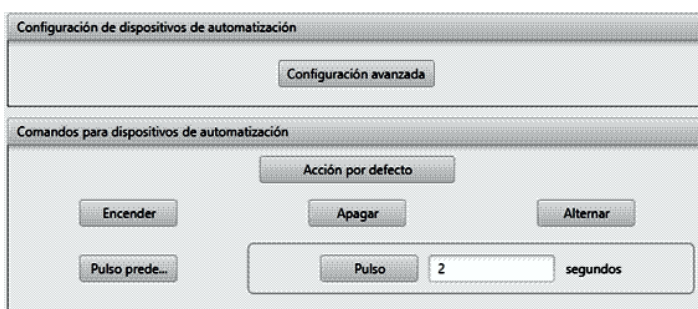 Configuración de dispositivos de automatización
Configuración avanzada
Comandos para dispositivos de automatización
Acción por defecto
Encender Apagar Alternar
Pulso prede... Pulso 2 segundos